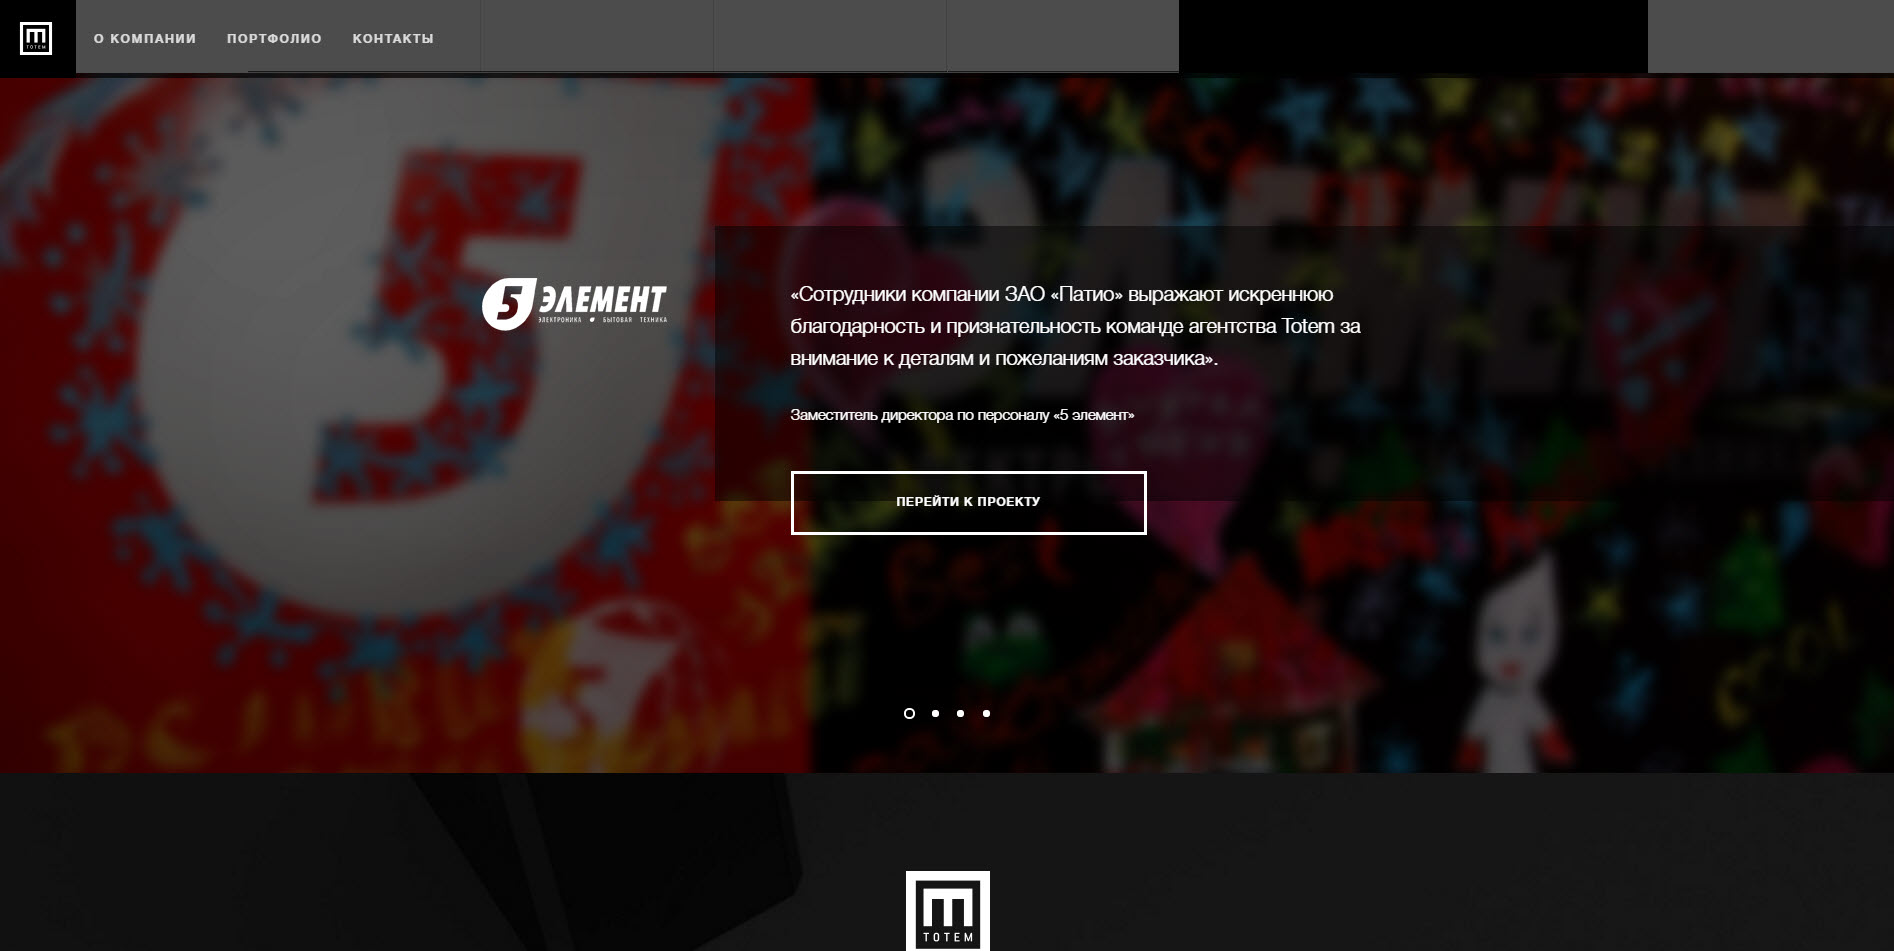 TOTEM
О КОМПАНИИ ПОРТФОЛИО КОНТАКТЫ
5
5 ЭЛЕМЕНТ
ЭЛЕКТРОНИКА • БЫТОВАЯ ТЕХНИКА
«Сотрудники компании ЗАО «Патио» выражают искреннюю
благодарность и признательность команде агентства Totem за
внимание к деталям и пожеланиям заказчика».
Заместитель директора по персоналу «5 элемент»
ПЕРЕЙТИ К ПРОЕКТУ
TOTEM